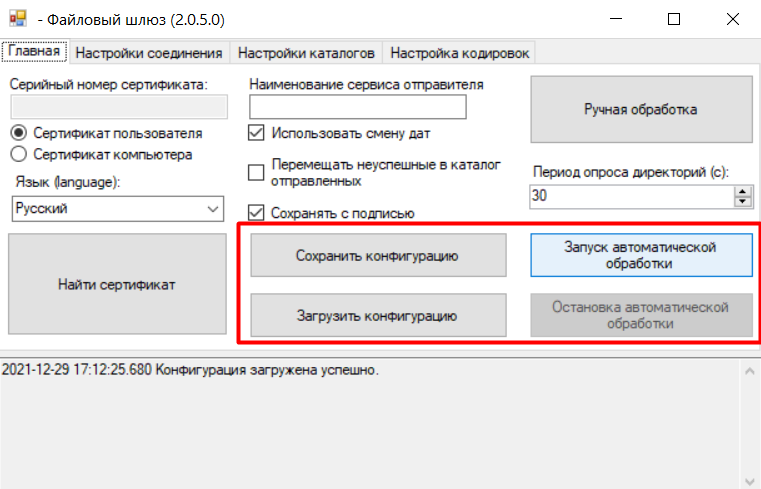 - Файловый шлюз (2.0.5.0)
Главная
Настройки соединения
Настройки каталогов
Настройка кодировок
Серийный номер сертификата:
Сертификат пользователя
Сертификат компьютера
Язык (language):
Русский
Найти сертификат
Наименование сервиса отправителя
Использовать смену дат
Перемещать неуспешные в каталог
отправленных
Сохранять с подписью
Ручная обработка
Период опроса директорий (с):
30
Сохранить конфигурацию
Запуск автоматической
обработки
Загрузить конфигурацию
Остановка автоматической
обработки
2021-12-29 17:12:25.680 Конфигурация загружена успешно.